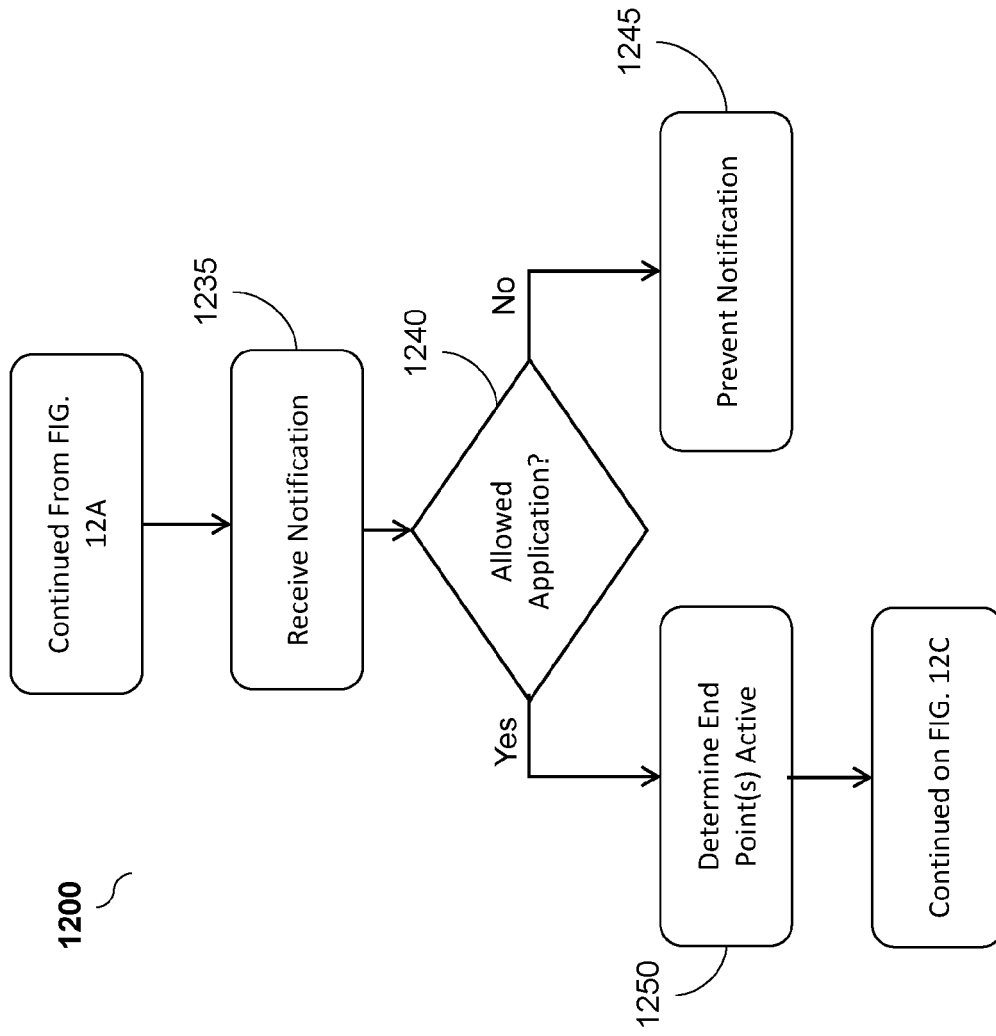 1200
Continued From FIG.
12A
1235
Receive Notification
1240
Allowed
Application?
Yes
No
1245
Prevent Notification
1250
Determine End
Point(s) Active
Continued on FIG. 12C